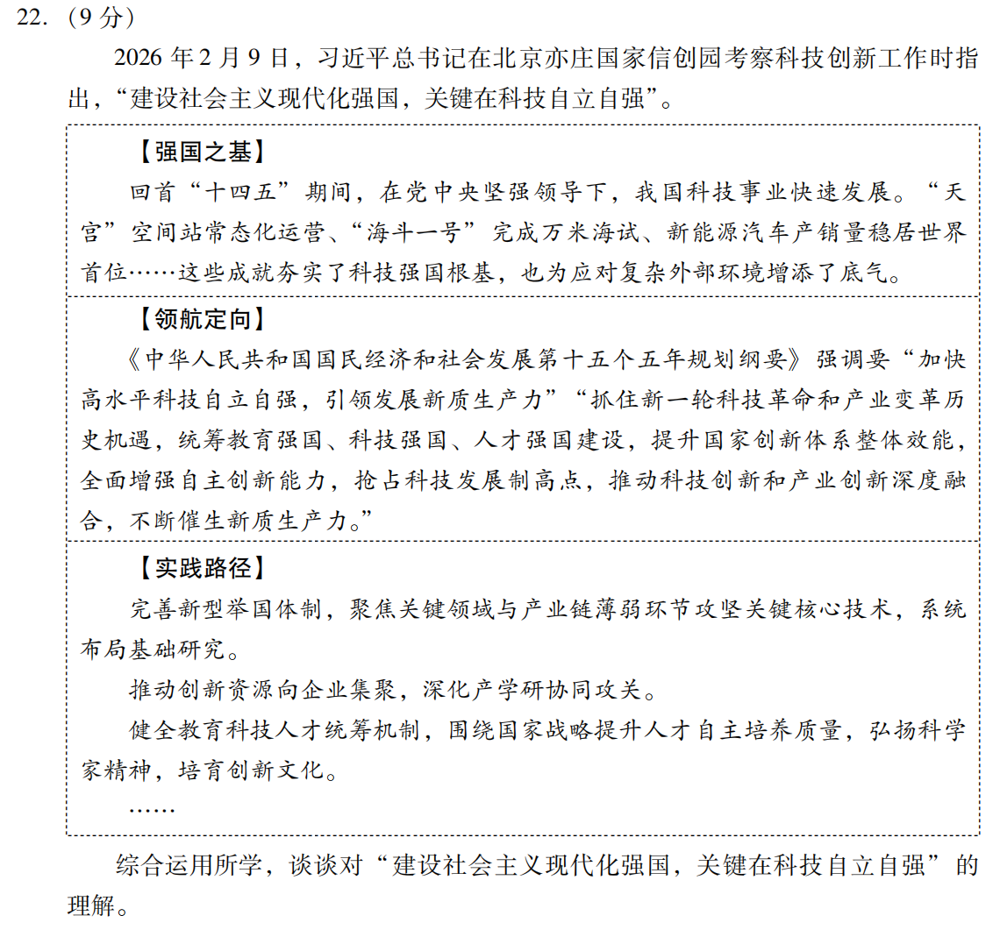 22.（9 分）
2026 年 2 月 9 日，习近平总书记在北京亦庄国家信创园考察科技创新工作时指
出，“建设社会主义现代化强国，关键在科技自立自强”。
【强国之基】
回首“十四五”期间，在党中央坚强领导下，我国科技事业快速发展。“天
宫”空间站常态化运营、“海斗一号”完成万米海试、新能源汽车产销量稳居世界
首位……这些成就夯实了科技强国根基，也为应对复杂外部环境增添了底气。
【领航定向】
《中华人民共和国国民经济和社会发展第十五个五年规划纲要》强调要“加快
高水平科技自立自强，引领发展新质生产力”“抓住新一轮科技革命和产业变革历
史机遇，统筹教育强国、科技强国、人才强国建设，提升国家创新体系整体效能，
全面增强自主创新能力，抢占科技发展制高点，推动科技创新和产业创新深度融
合，不断催生新质生产力。”
【实践路径】
完善新型举国体制，聚焦关键领域与产业链薄弱环节攻坚关键核心技术，系统
布局基础研究。
推动创新资源向企业集聚，深化产学研协同攻关。
健全教育科技人才统筹机制，围绕国家战略提升人才自主培养质量，弘扬科学
家精神，培育创新文化。
……
综合运用所学，谈谈对“建设社会主义现代化强国，关键在科技自立自强”的
理解。